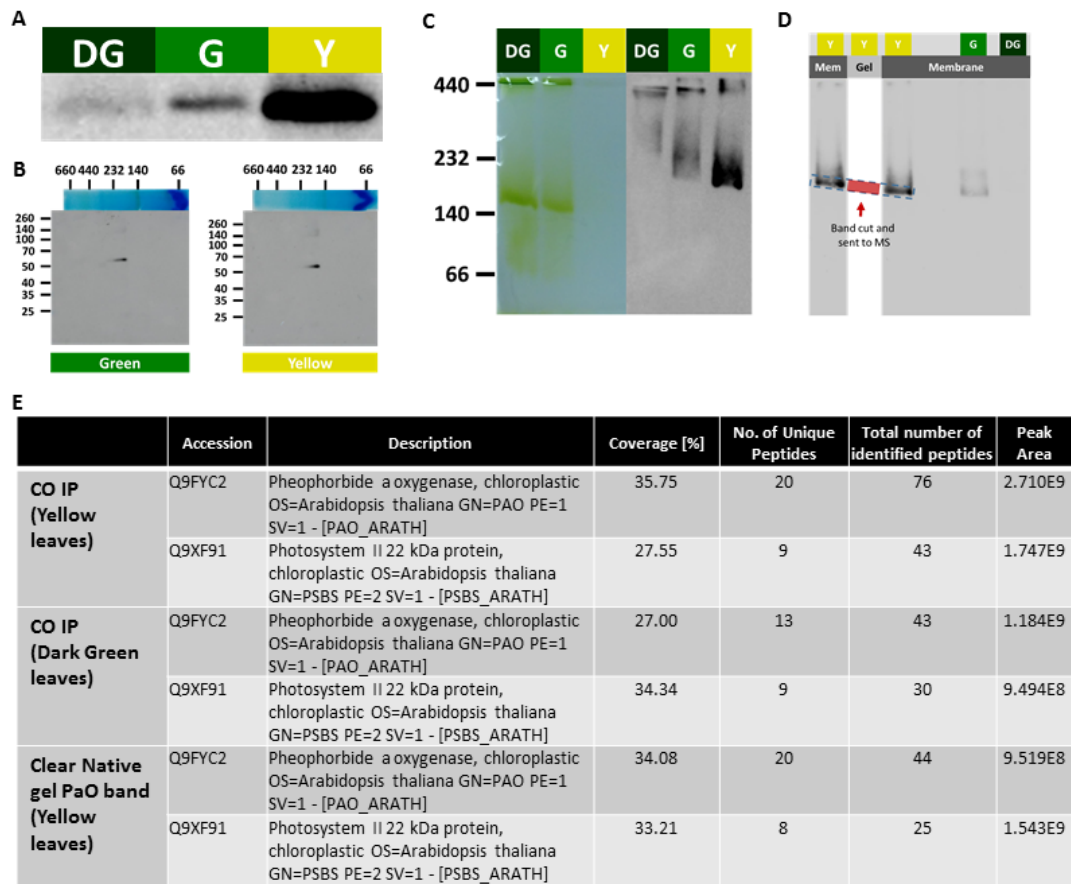 A
DG G Y
B
660 440 232 140 66
260
140
100
70
50
40
35
25
Green
660 440 232 140 66
260
140
100
70
50
40
35
25
Yellow
C
DG G Y DG G Y
440
232
140
66
D
Y Y Y G DG
Mem Gel Membrane
Band cut and
sent to MS
E
Accession Description Coverage [%] No. of Unique Peptides Total number of identified peptides Peak Area
CO IP
(Yellow
leaves)
Q9FYC2 Pheophorbide a oxygenase, chloroplastic 35.75 20 76 2.710E9
OS=Arabidopsis thaliana GN=PAO PE=1
SV=1 - [PAO_ARATH]
Q9XF91 Photosystem II 22 kDa protein, 27.55 9 43 1.747E9
chloroplastic OS=Arabidopsis thaliana
GN=PSBS PE=2 SV=1 - [PSBS_ARATH]
CO IP
(Dark Green
leaves)
Q9FYC2 Pheophorbide a oxygenase, chloroplastic 27.00 13 43 1.184E9
OS=Arabidopsis thaliana GN=PAO PE=1
SV=1 - [PAO_ARATH]
Q9XF91 Photosystem II 22 kDa protein, 34.34 9 30 9.494E8
chloroplastic OS=Arabidopsis thaliana
GN=PSBS PE=2 SV=1 - [PSBS_ARATH]
Clear Native
gel PaO band
(Yellow
leaves)
Q9FYC2 Pheophorbide a oxygenase, chloroplastic 34.08 20 44 9.519E8
OS=Arabidopsis thaliana GN=PAO PE=1
SV=1 - [PAO_ARATH]
Q9XF91 Photosystem II 22 kDa protein, 33.21 8 25 1.543E9
chloroplastic OS=Arabidopsis thaliana
GN=PSBS PE=2 SV=1 - [PSBS_ARATH]